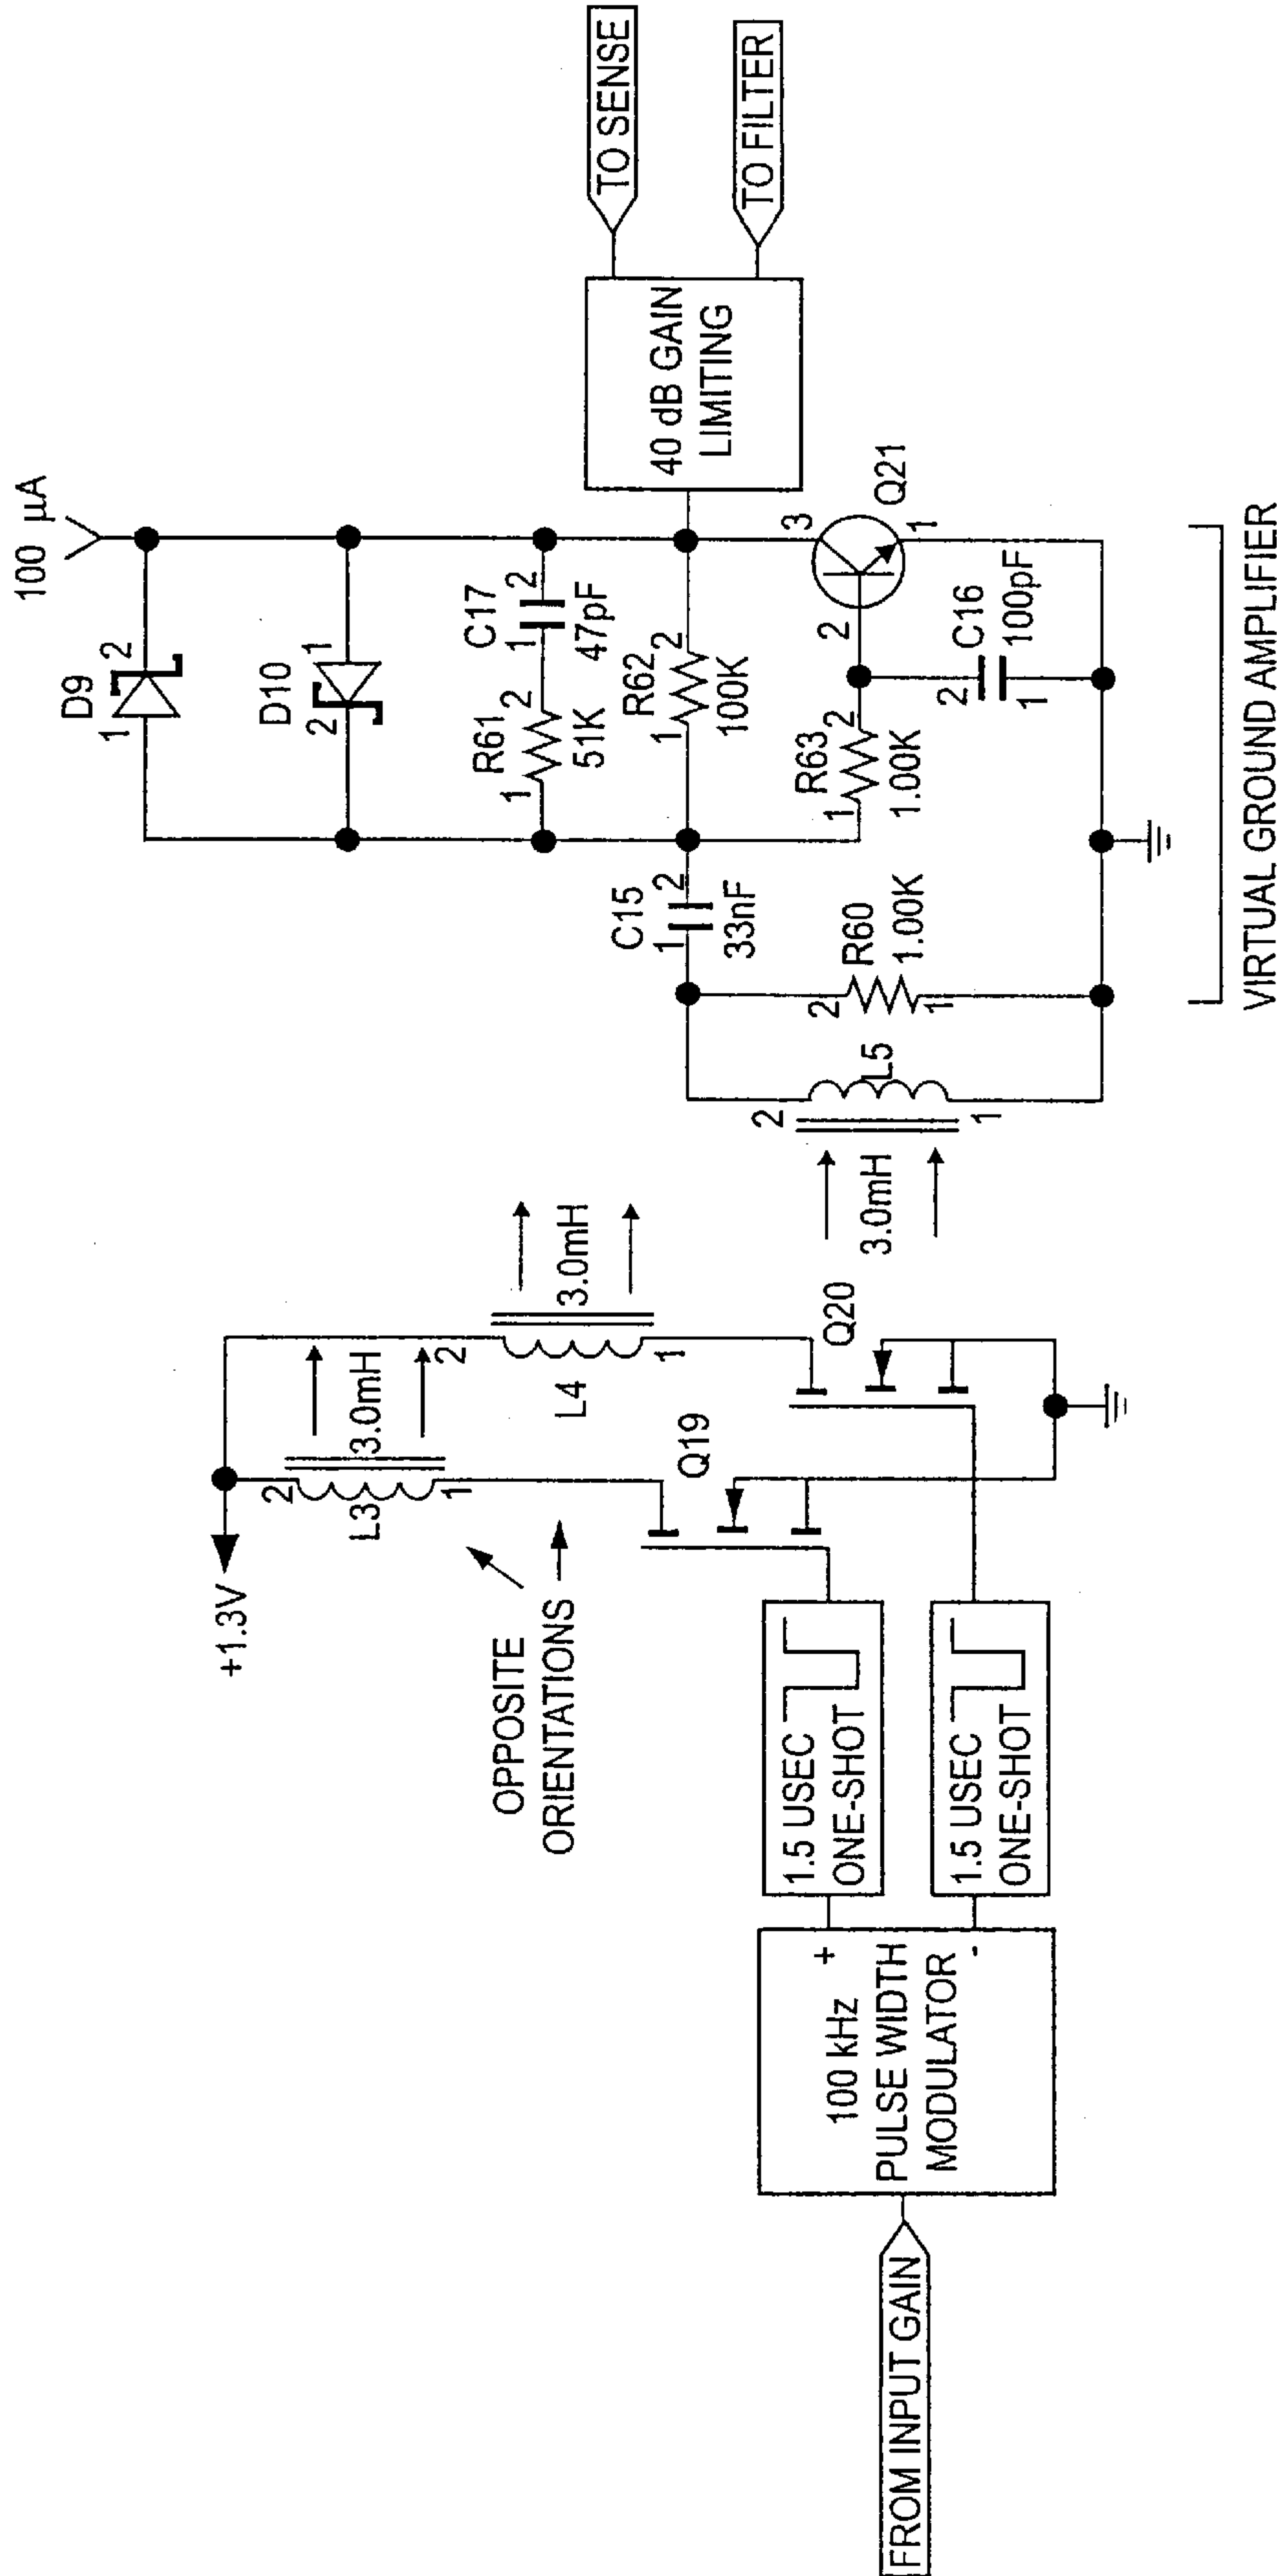 FROM INPUT GAIN
100 kHz
PULSE WIDTH
MODULATOR
+
-
1.5 USEC
ONE-SHOT
1.5 USEC
ONE-SHOT
OPPOSITE
ORIENTATIONS
+1.3V
2
L3
1
3.0mH
2
L4
1
3.0mH
Q19
Q20
3.0mH
2
L5
1
2
R60
1.00K
1
C15
1
2
33nF
D9
1
2
D10
2
1
R61
1
2
51K
C17
1
2
47pF
R62
1
2
100K
R63
1
2
1.00K
2
C16
100pF
1
100 µA
3
2
1
Q21
40 dB GAIN
LIMITING
TO SENSE
TO FILTER
VIRTUAL GROUND AMPLIFIER